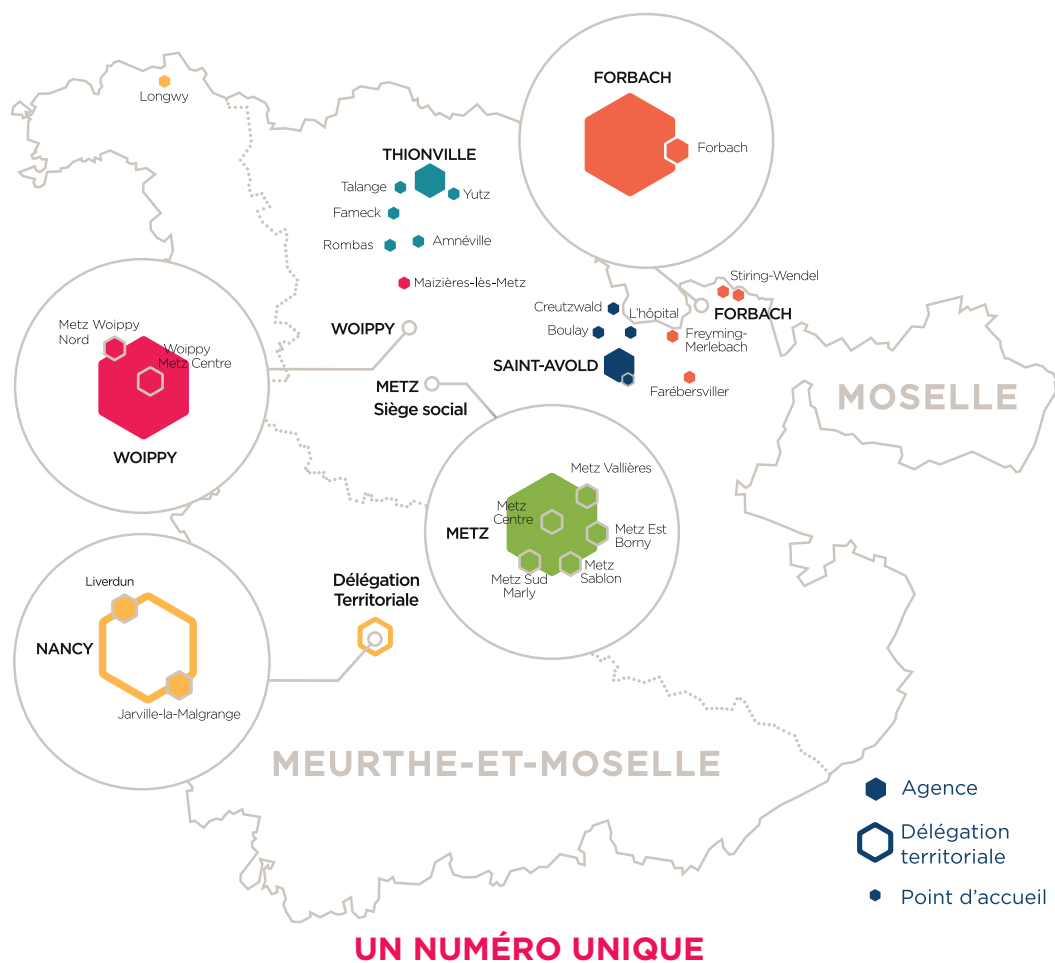 Longwy
FORBACH
Forbach
THIONVILLE
Talange
Yutz
Fameck
Rombas
Amnéville
Maizières-lès-Metz
Stiring-Wendel
FORBACH
Creutzwald
L'hôpital
Boulay
Freyming-
Merlebach
SAINT-AVOLD
Farébersviller
WOIPPY
Metz Woippy
Nord
Woippy
Metz Centre
WOIPPY
METZ
Siège social
MOSELLE
Metz Vallières
Metz
Centre
METZ
Metz Est
Borny
Metz Sud
Marly
Metz
Sablon
Délégation
Territoriale
Liverdun
NANCY
Jarville-la-Malgrange
MEURTHE-ET-MOSELLE
Agence
Délégation
territoriale
Point d'accueil
UN NUMÉRO UNIQUE